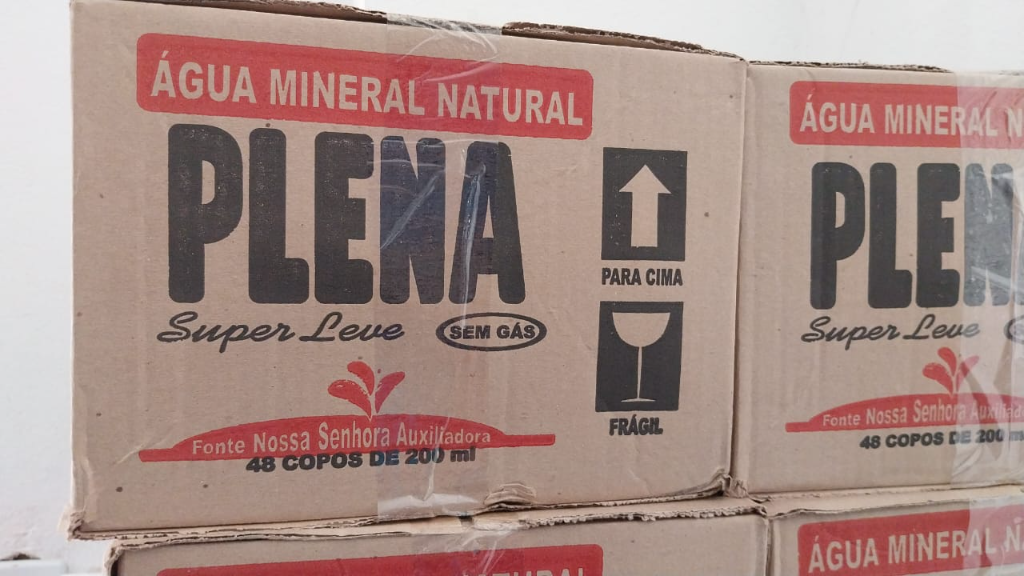 ÁGUA MINERAL NATURAL
PLENA
Super Leve
SEM GÁS
PARA CIMA
FRÁGIL
Fonte Nossa Senhora Auxiliadora
48 COPOS DE 200 ml
ÁGUA MINERAL N
PLEN
Super Leve
Fonte Nossa Senhora Auxiliad
48 COPOS DE 200 m
ÁGUA MINERAL